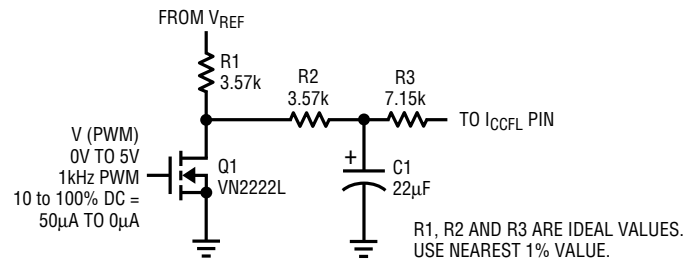 FROM VREF
R1
3.57k
R2
3.57k
R3
7.15k
TO ICCFL PIN
V (PWM)
0V TO 5V
1kHz PWM
10 to 100% DC =
50µA TO 0µA
Q1
VN2222L
+
C1
22µF
R1, R2 AND R3 ARE IDEAL VALUES.
USE NEAREST 1% VALUE.